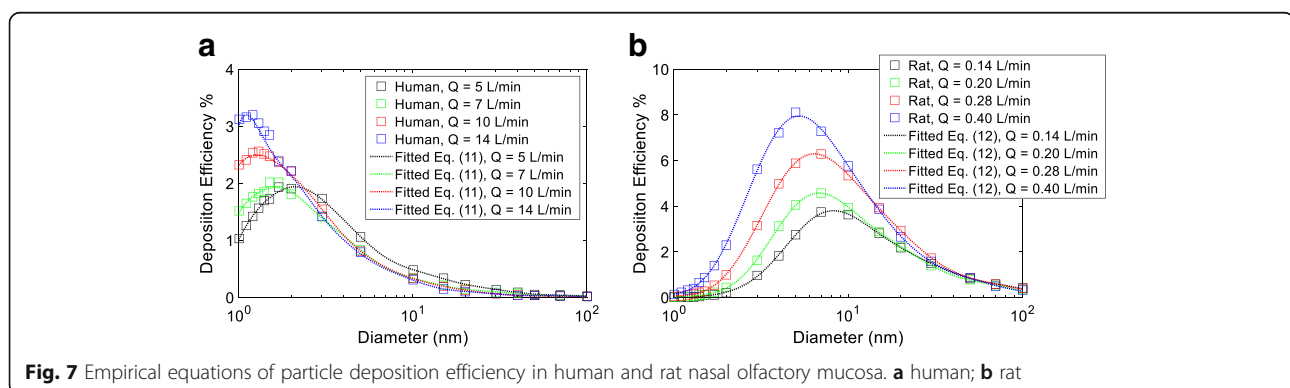 a
4
3
2
1
0
Deposiiton Efficiency %
10^0
10^1
10^2
Diameter (nm)
Human, Q = 5 L/min
Human, Q = 7 L/min
Human, Q = 10 L/min
Human, Q = 14 L/min
Fitted Eq. (11), Q = 5 L/min
Fitted Eq. (11), Q = 7 L/min
Fitted Eq. (11), Q = 10 L/min
Fitted Eq. (11), Q = 14 L/min
b
10
8
6
4
2
0
Deposiiton Efficiency %
10^0
10^1
10^2
Diameter (nm)
Rat, Q = 0.14 L/min
Rat, Q = 0.20 L/min
Rat, Q = 0.28 L/min
Rat, Q = 0.40 L/min
Fitted Eq. (12), Q = 0.14 L/min
Fitted Eq. (12), Q = 0.20 L/min
Fitted Eq. (12), Q = 0.28 L/min
Fitted Eq. (12), Q = 0.40 L/min
Fig. 7 Empirical equations of particle deposition efficiency in human and rat nasal olfactory mucosa. a human; b rat